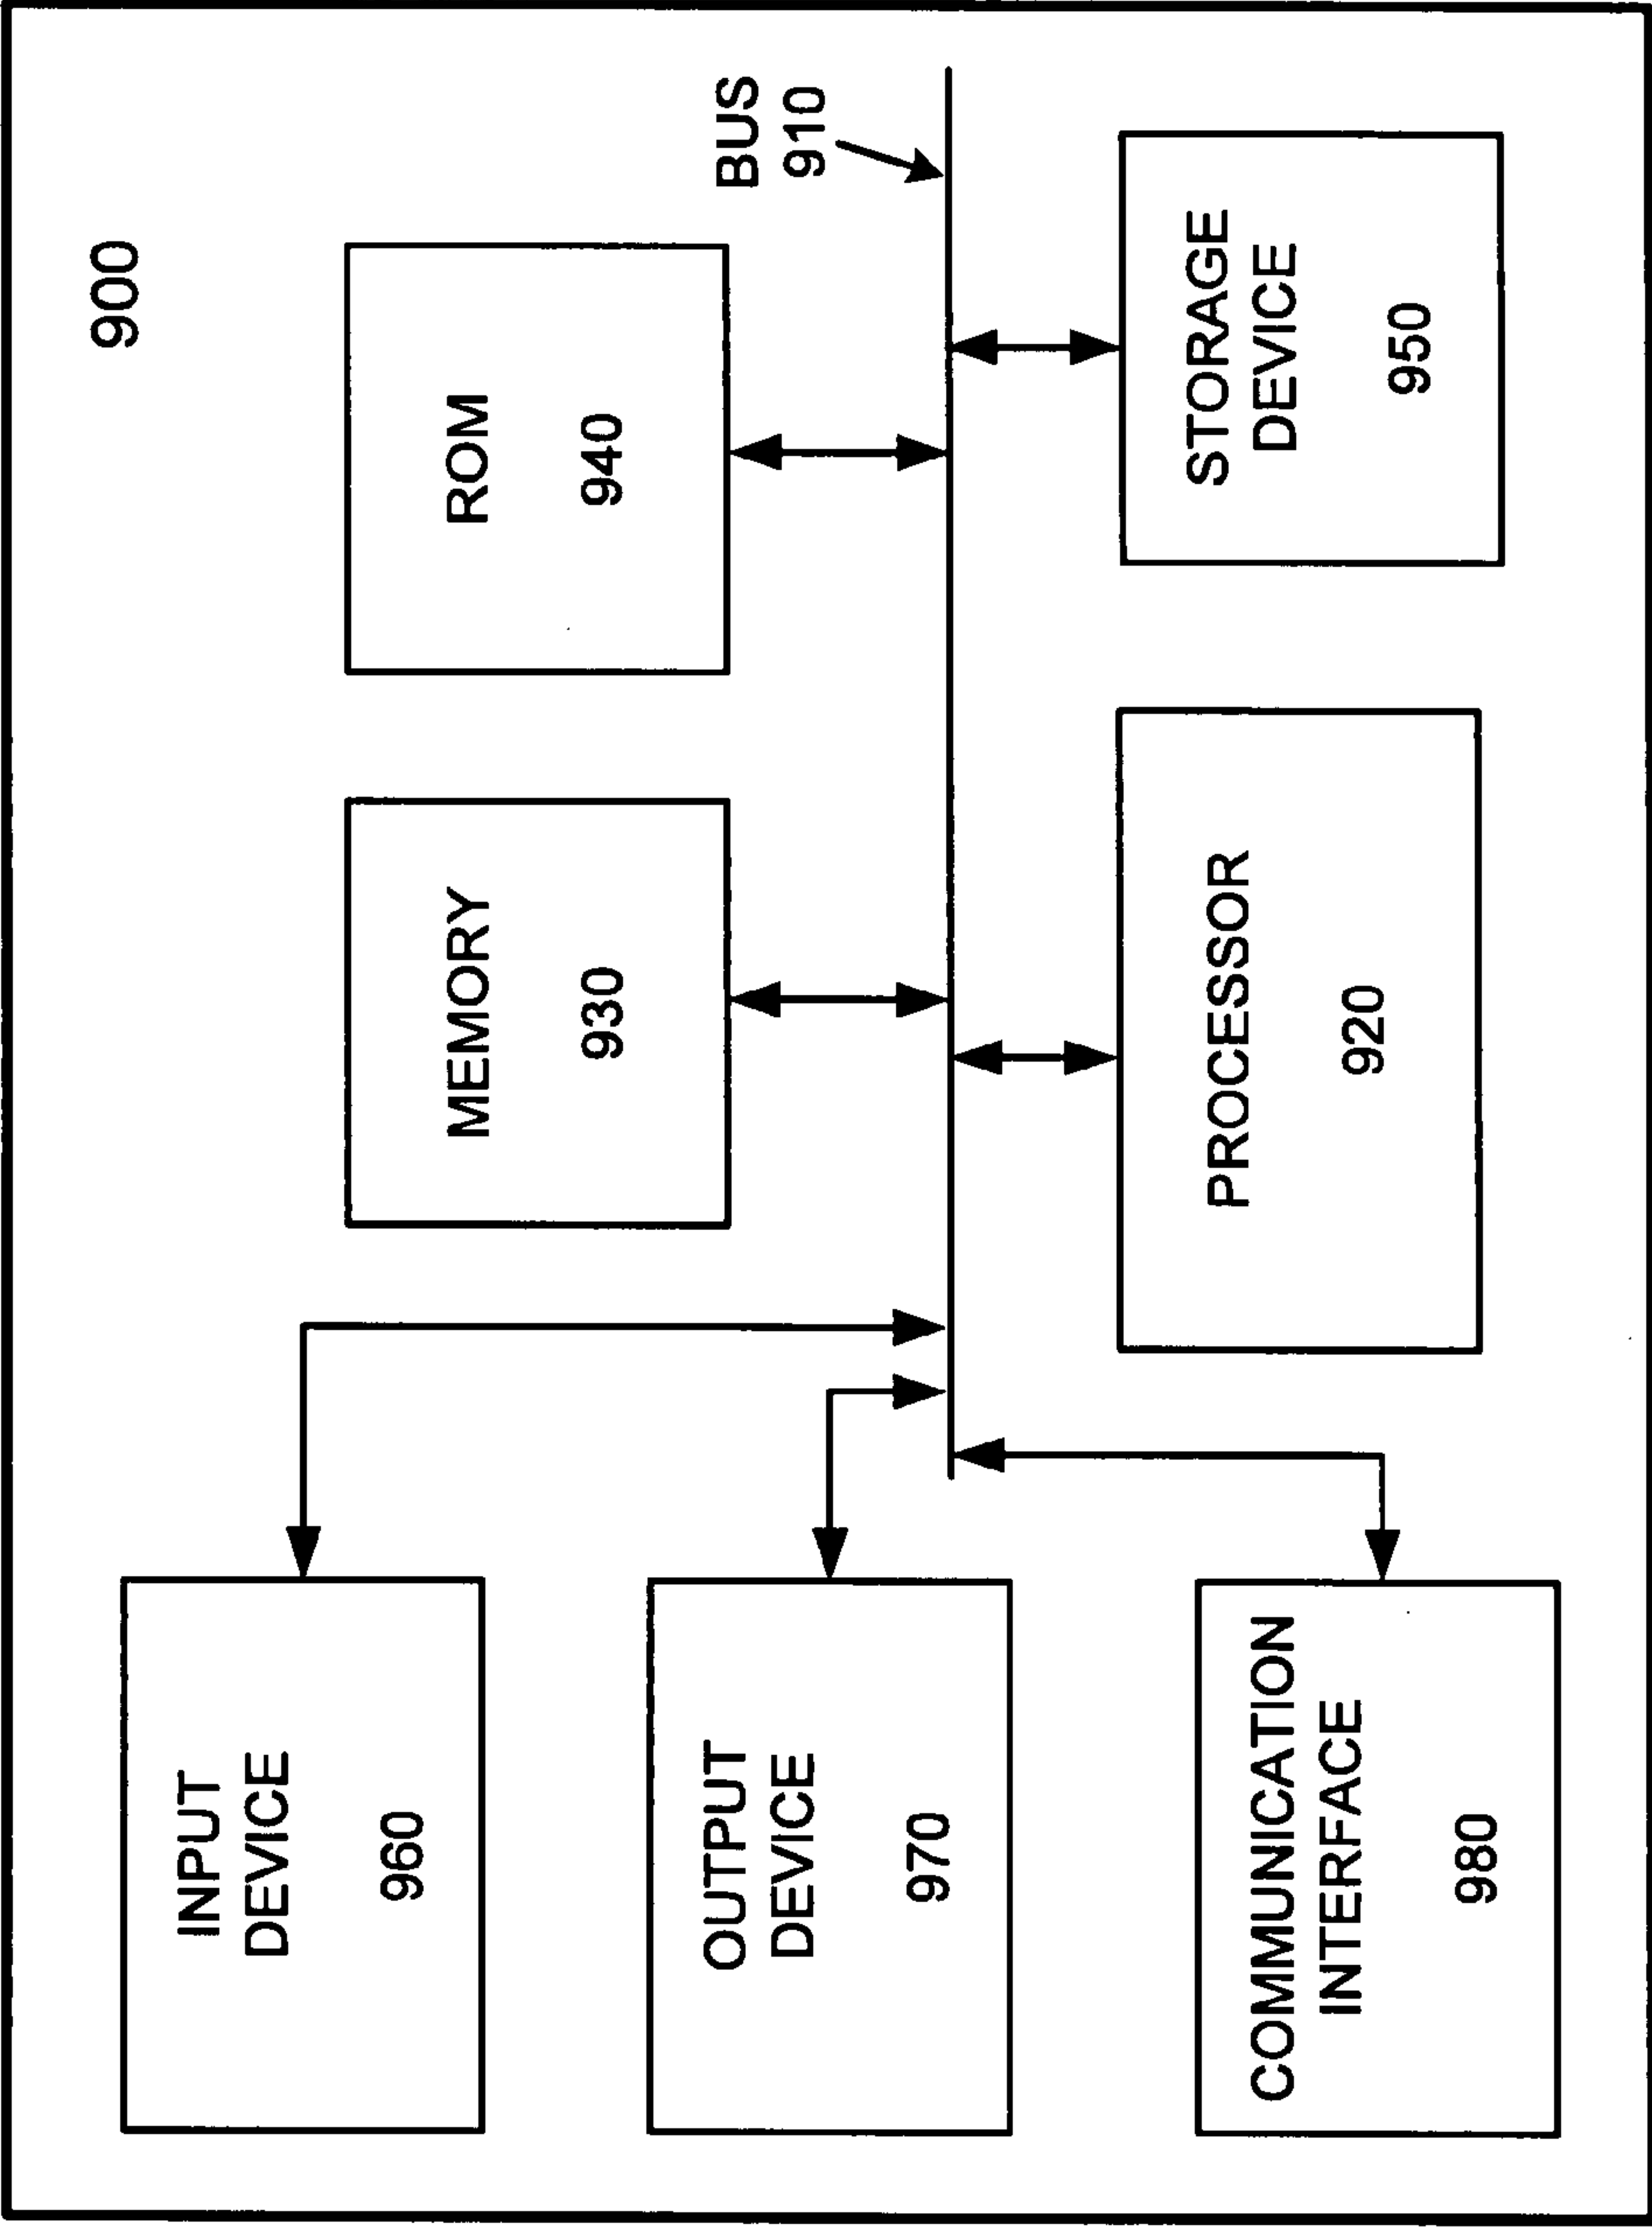 900
INPUT
DEVICE
960
MEMORY
930
ROM
940
OUTPUT
DEVICE
970
BUS
910
COMMUNICATION
INTERFACE
980
PROCESSOR
920
STORAGE
DEVICE
950